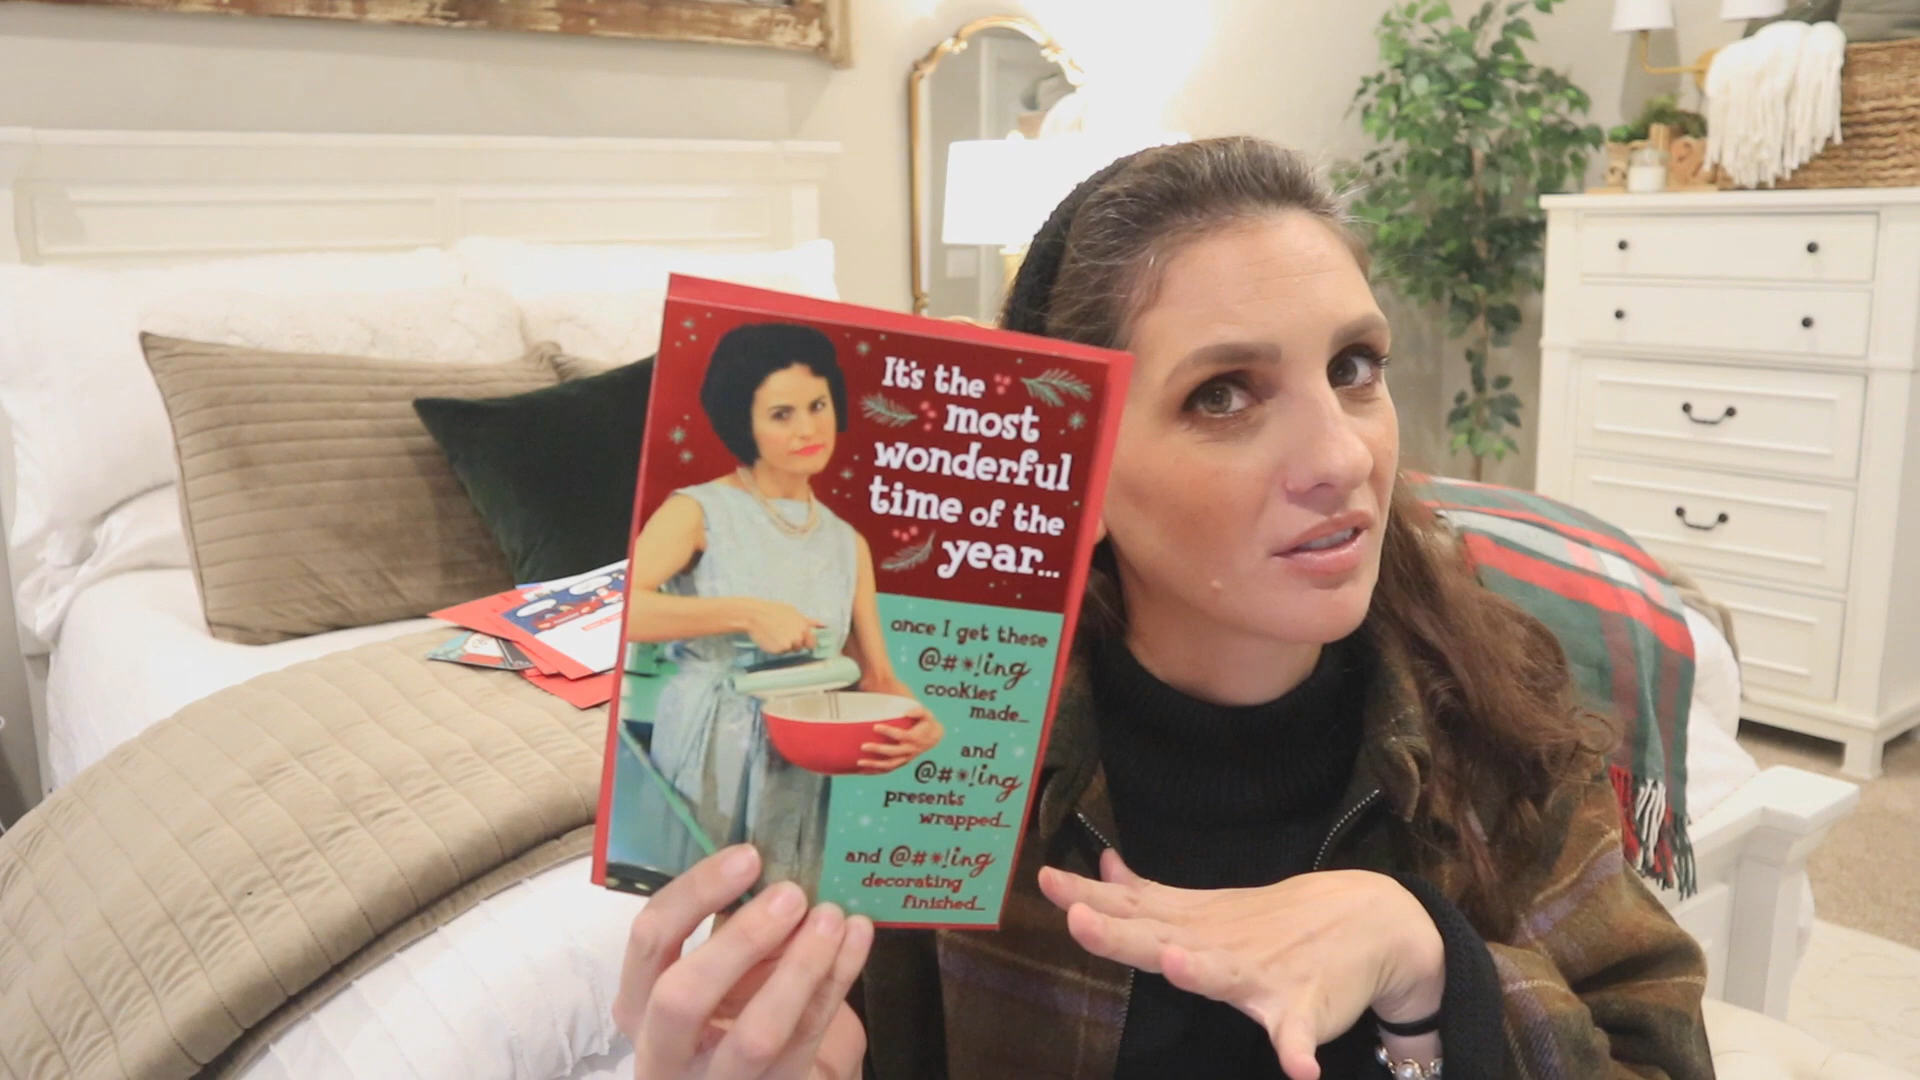 It's the
most
wonderful
time of the
year...
once I get these
@#*!ing
cookies
made...
and
@#*!ing
presents
wrapped...
and @#*!ing
decorating
finished...